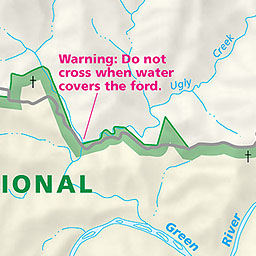 Warning: Do not
cross when water
covers the ford.
Ugly Creek
IONAL
Green
River